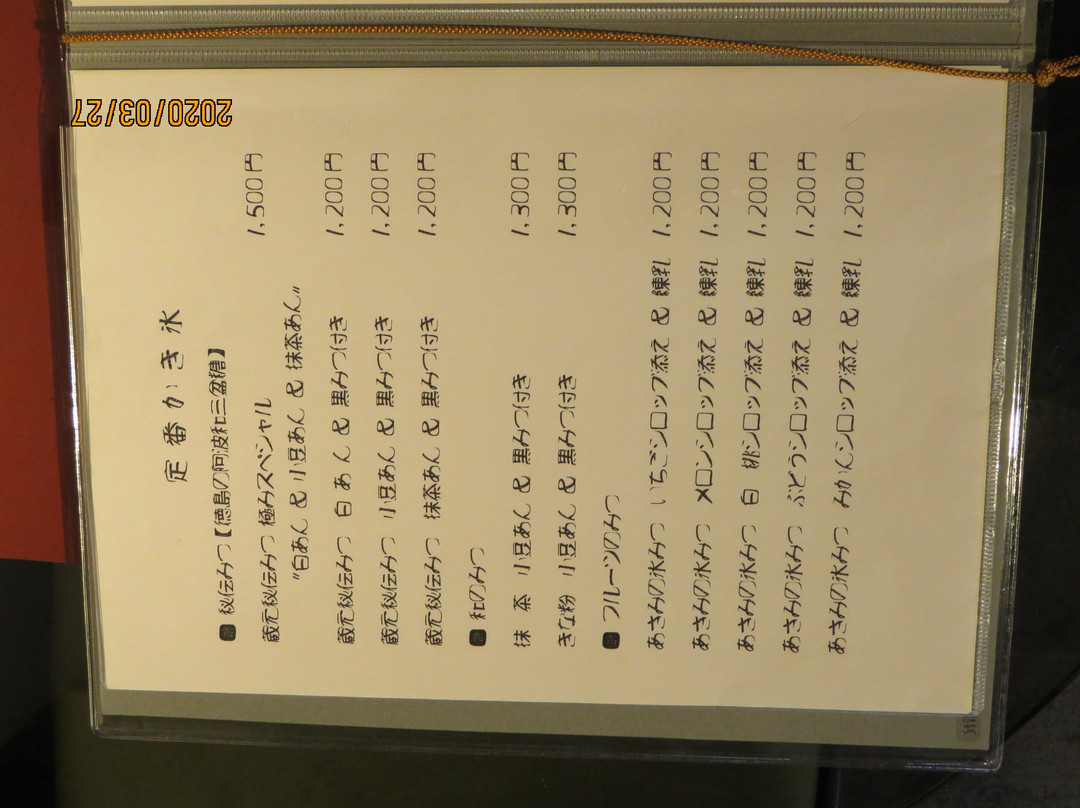 定番かき氷
■ 秘伝みつ【徳島の阿波和三盆糖】
蔵元秘伝みつ 極みスペシャル 1,500円
"白あん & 小豆あん & 抹茶あん"
蔵元秘伝みつ 白あん & 黒みつ付き 1,200円
蔵元秘伝みつ 小豆あん & 黒みつ付き 1,200円
蔵元秘伝みつ 抹茶あん & 黒みつ付き 1,200円
■ 和のみつ
抹茶 小豆あん & 黒みつ付き 1,300円
きな粉 小豆あん & 黒みつ付き 1,300円
■ フルーツのみつ
あさみの氷みつ いちごシロップ添え & 練乳 1,200円
あさみの氷みつ メロンシロップ添え & 練乳 1,200円
あさみの氷みつ 白桃シロップ添え & 練乳 1,200円
あさみの氷みつ ぶどうシロップ添え & 練乳 1,200円
あさみの氷みつ みかんシロップ添え & 練乳 1,200円
2020/03/27